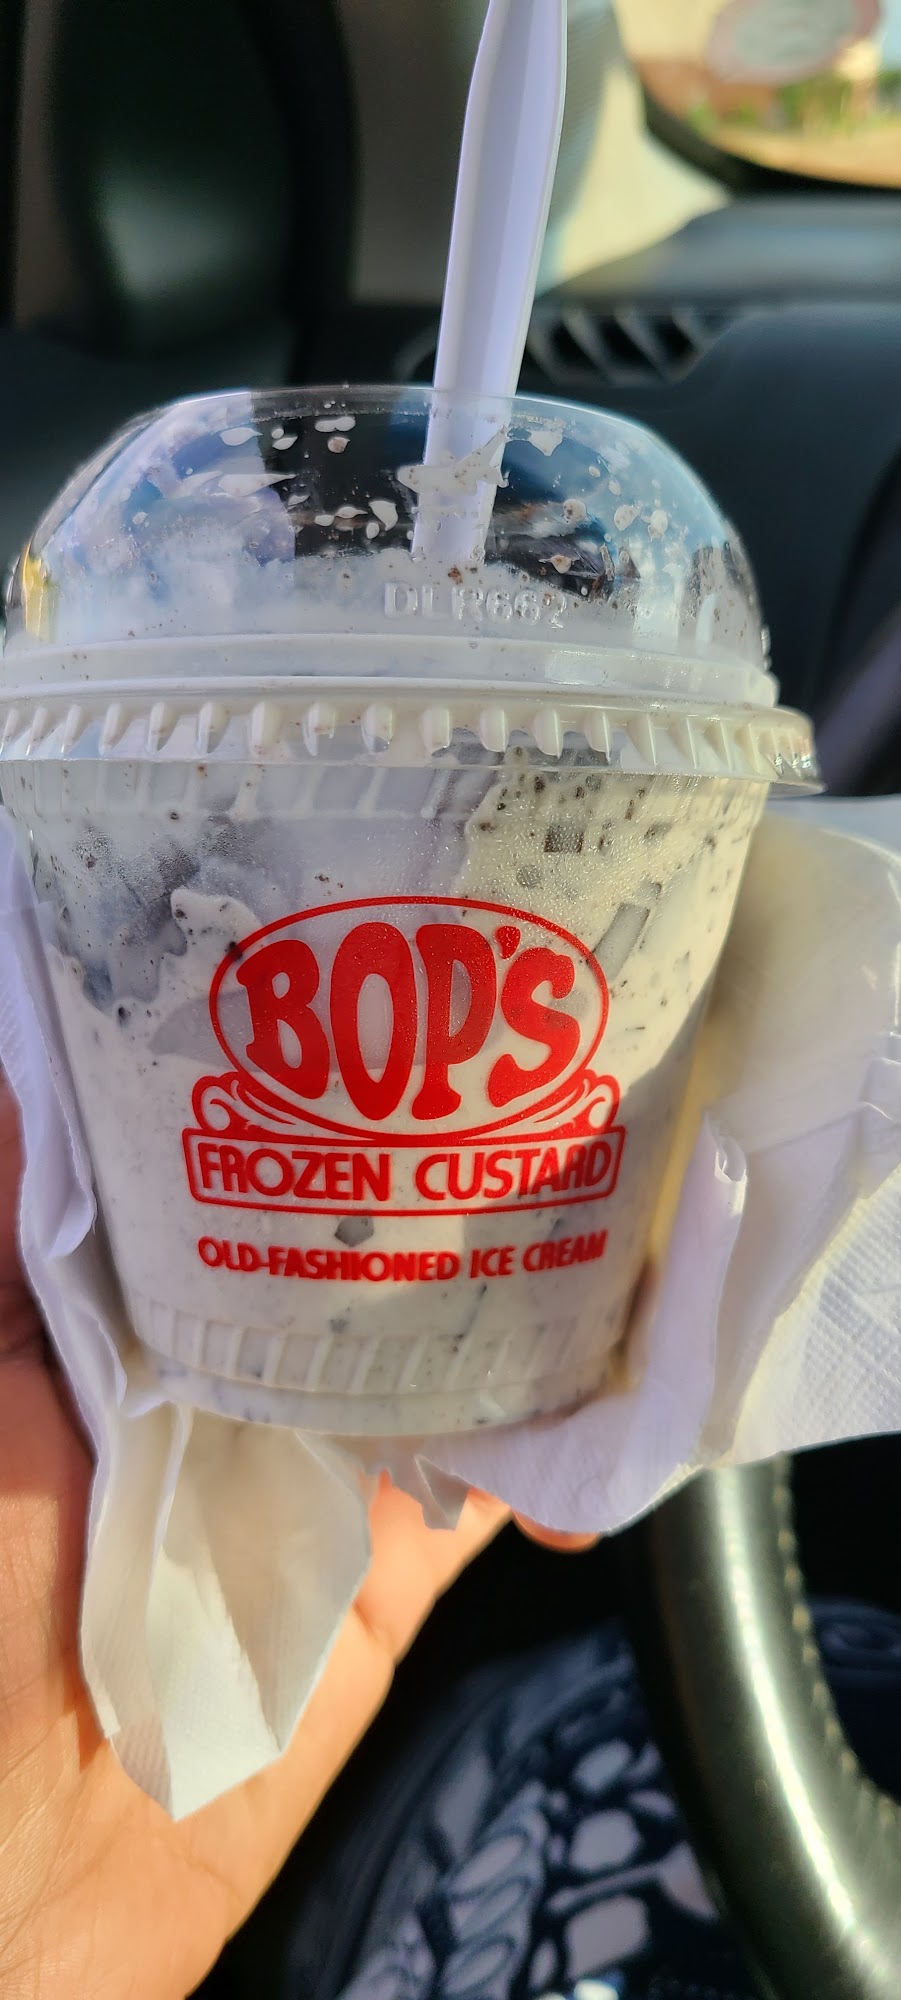 DLR662
BOP'S
FROZEN CUSTARD
OLD-FASHIONED ICE CREAM